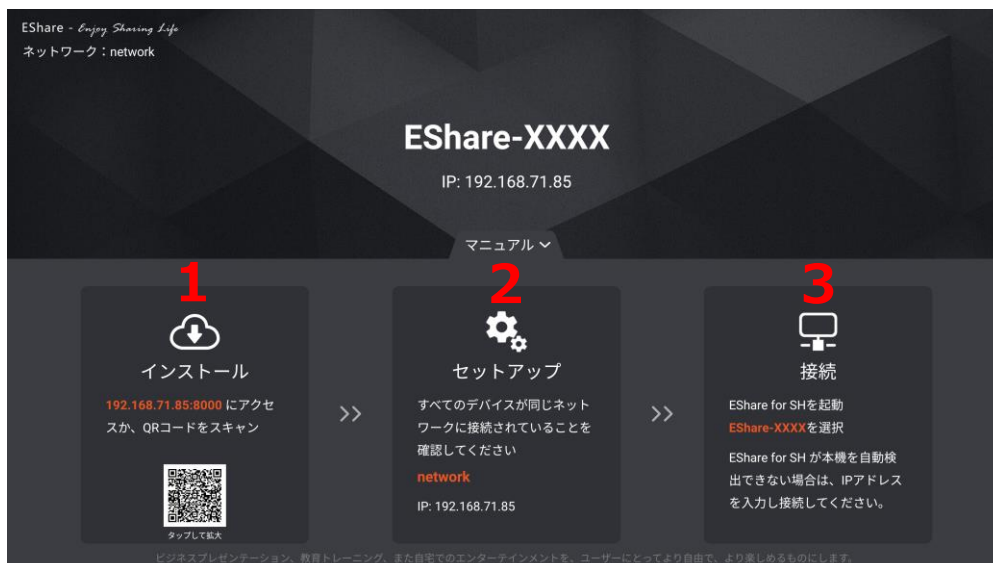 EShare - Enjoy Sharing Life
ネットワーク：network
EShare-XXXX
IP: 192.168.71.85
マニュアル
1
インストール
192.168.71.85:8000 にアクセ
スか、QRコードをスキャン
タップして拡大
2
セットアップ
すべてのデバイスが同じネット
ワークに接続されていることを
確認してください
network
IP: 192.168.71.85
3
接続
EShare for SHを起動
EShare-XXXXを選択
EShare for SH が本機を自動検
出できない場合は、IPアドレス
を入力し接続してください。
ビジネスプレゼンテーション、教育トレーニング、また自宅でのエンターテインメントを、ユーザーにとってより自由で、より楽しめるものにします。